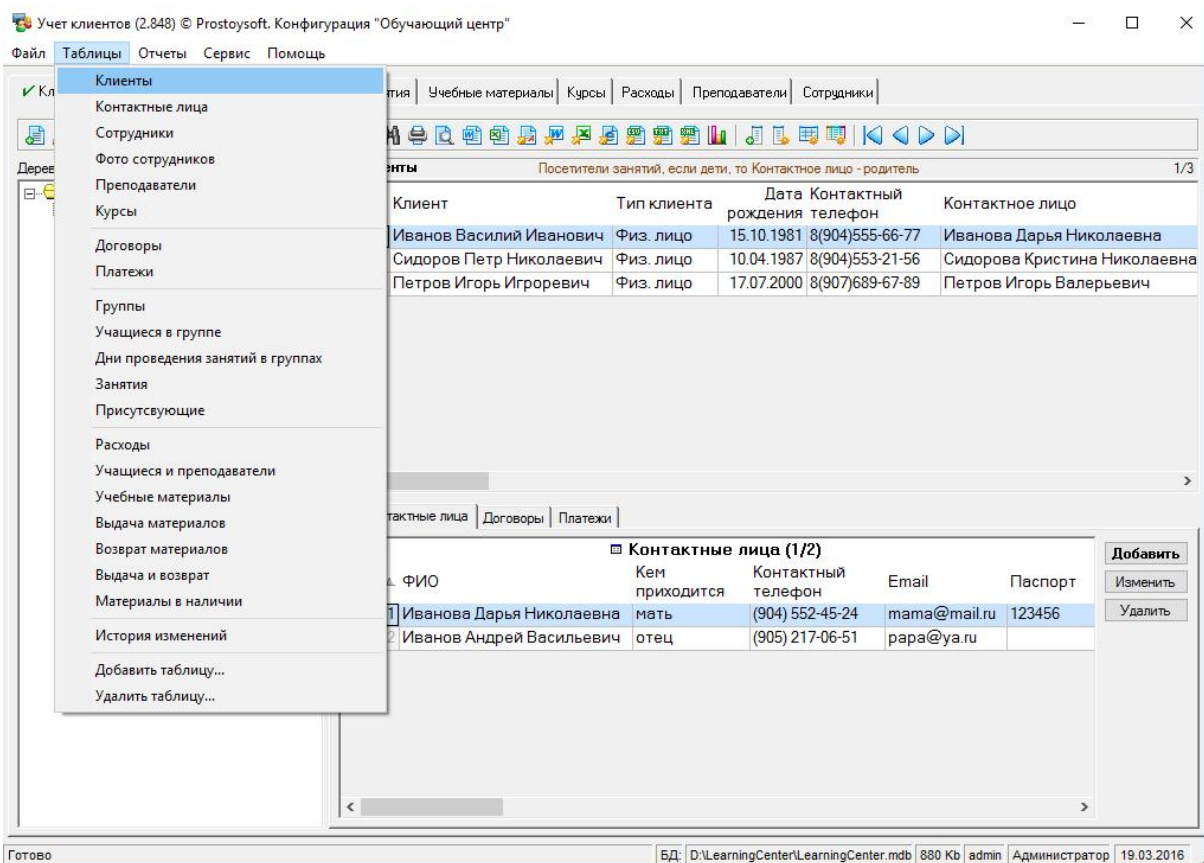 Учет клиентов (2.848) © Prostoysoft. Конфигурация "Обучающий центр"
Файл Таблицы Отчеты Сервис Помощь
Учебные материалы Курсы Расходы Преподаватели Сотрудники
Клиенты
Контактные лица
Сотрудники
Фото сотрудников
Преподаватели
Курсы
Договоры
Платежи
Группы
Учащиеся в группе
Дни проведения занятий в группах
Занятия
Присутсвующие
Расходы
Учащиеся и преподаватели
Учебные материалы
Выдача материалов
Возврат материалов
Выдача и возврат
Материалы в наличии
История изменений
Добавить таблицу...
Удалить таблицу...
Посетители занятий, если дети, то Контактное лицо - родитель 1/3
Клиент Тип клиента Дата рождения Контактный телефон Контактное лицо
Иванов Василий Иванович Физ. лицо 15.10.1981 8(904)555-66-77 Иванова Дарья Николаевна
Сидоров Петр Николаевич Физ. лицо 10.04.1987 8(904)553-21-56 Сидорова Кристина Николаевна
Петров Игорь Игроревич Физ. лицо 17.07.2000 8(907)689-67-89 Петров Игорь Валерьевич
лица Договоры Платежи
Контактные лица (1/2)
ФИО Кем приходится Контактный телефон Email Паспорт
1 Иванова Дарья Николаевна мать (904) 552-45-24 mama@mail.ru 123456
2 Иванов Андрей Васильевич отец (905) 217-06-51 papa@ya.ru
Добавить
Изменить
Удалить
Готово БД: D:\LearningCenter\LearningCenter.mdb 880 Kb admin Администратор 19.03.2016